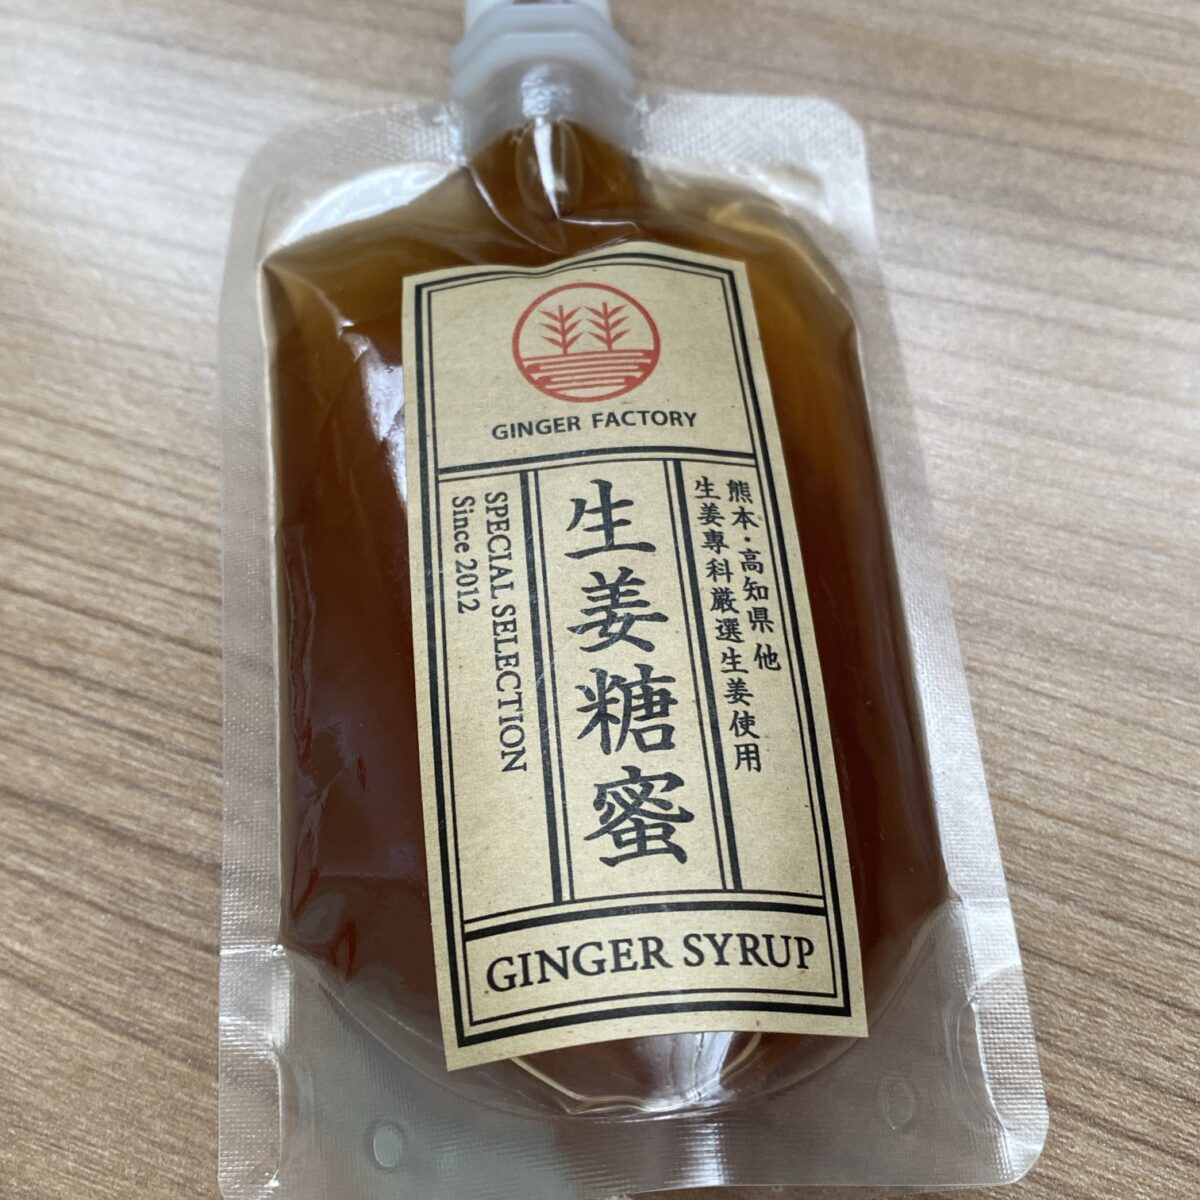 GINGER FACTORY
熊本・高知県他
生姜専科厳選生姜使用
生姜糖蜜
SPECIAL SELECTION
Since 2012
GINGER SYRUP